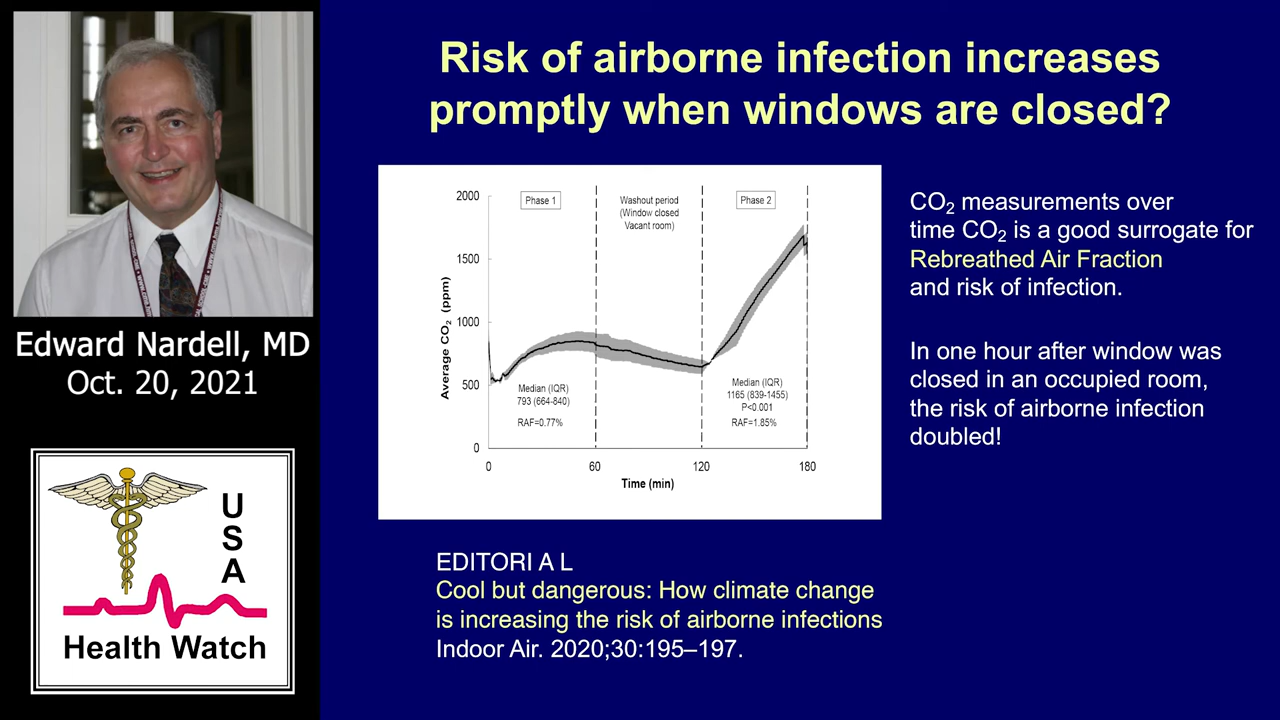 Risk of airborne infection increases
promptly when windows are closed?
Edward Nardell, MD
Oct. 20, 2021
U
S
A
Health Watch
2000
1500
1000
500
0
Average CO2 (ppm)
Phase 1
Washout period
(Window closed
Vacant room)
Phase 2
Median (IQR)
793 (664-840)
RAF=0.77%
Median (IQR)
1165 (839-1455)
P<0.001
RAF=1.85%
0
60
120
180
Time (min)
CO2 measurements over
time CO2 is a good surrogate for
Rebreathed Air Fraction
and risk of infection.
In one hour after window was
closed in an occupied room,
the risk of airborne infection
doubled!
EDITORI A L
Cool but dangerous: How climate change
is increasing the risk of airborne infections
Indoor Air. 2020;30:195–197.